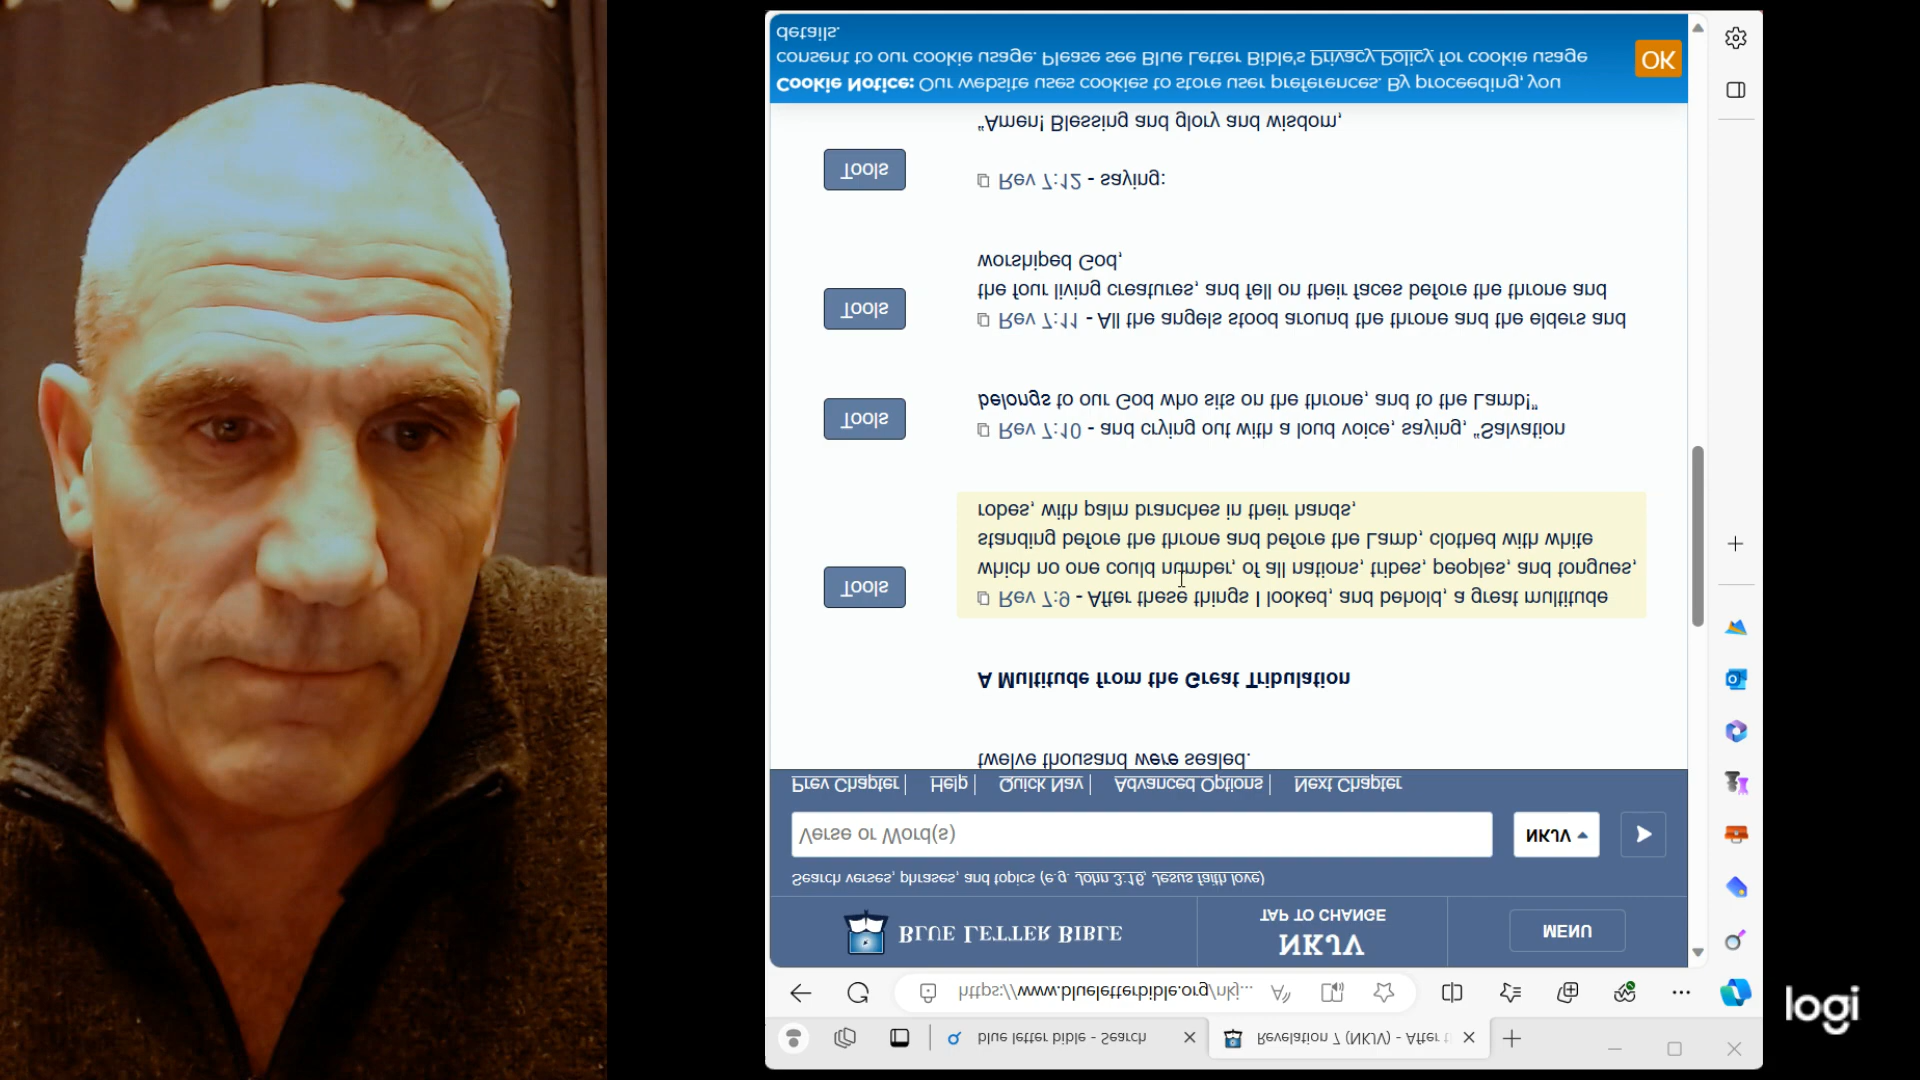 blue letter bible - Search
Revelation 7 (NKJV) - After t
https://www.blueletterbible.org/nkj...
BLUE LETTER BIBLE
NKJV
TAP TO CHANGE
MENU
Search verses, phrases, and topics (e.g. John 3:16, Jesus faith love)
Verse or Word(s)
NKJV
Prev Chapter | Help | Quick Nav | Advanced Options | Next Chapter
twelve thousand were sealed.
A Multitude from the Great Tribulation
Tools
Rev 7:9 - After these things I looked, and behold, a great multitude
which no one could number, of all nations, tribes, peoples, and tongues,
standing before the throne and before the Lamb, clothed with white
robes, with palm branches in their hands,
Tools
Rev 7:10 - and crying out with a loud voice, saying, "Salvation
belongs to our God who sits on the throne, and to the Lamb!"
Tools
Rev 7:11 - All the angels stood around the throne and the elders and
the four living creatures, and fell on their faces before the throne and
worshiped God,
Tools
Rev 7:12 - saying:
"Amen! Blessing and glory and wisdom,
Cookie Notice: Our website uses cookies to store user preferences. By proceeding, you
consent to our cookie usage. Please see Blue Letter Bible's Privacy Policy for cookie usage
details.
OK
logi